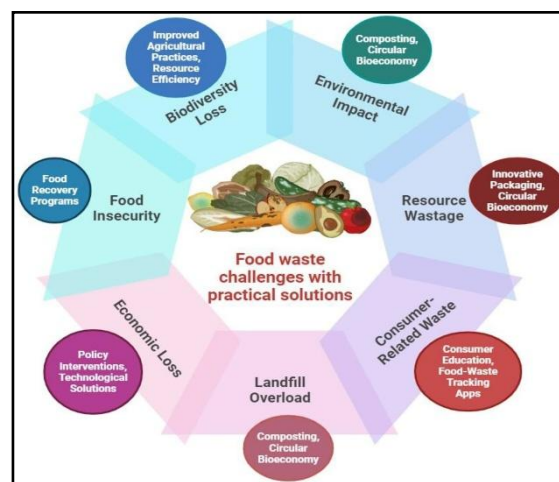 Improved
Agricultural
Practices,
Resource
Efficiency
Composting,
Circular
Bioeconomy
Biodiversity
Loss
Environmental
Impact
Food
Recovery
Programs
Food
Insecurity
Resource
Wastage
Innovative
Packaging,
Circular
Bioeconomy
Food waste
challenges with
practical solutions
Economic Loss
Consumer-
Related Waste
Policy
Interventions,
Technological
Solutions
Landfill
Overload
Consumer
Education,
Food-Waste
Tracking
Apps
Composting,
Circular
Bioeconomy